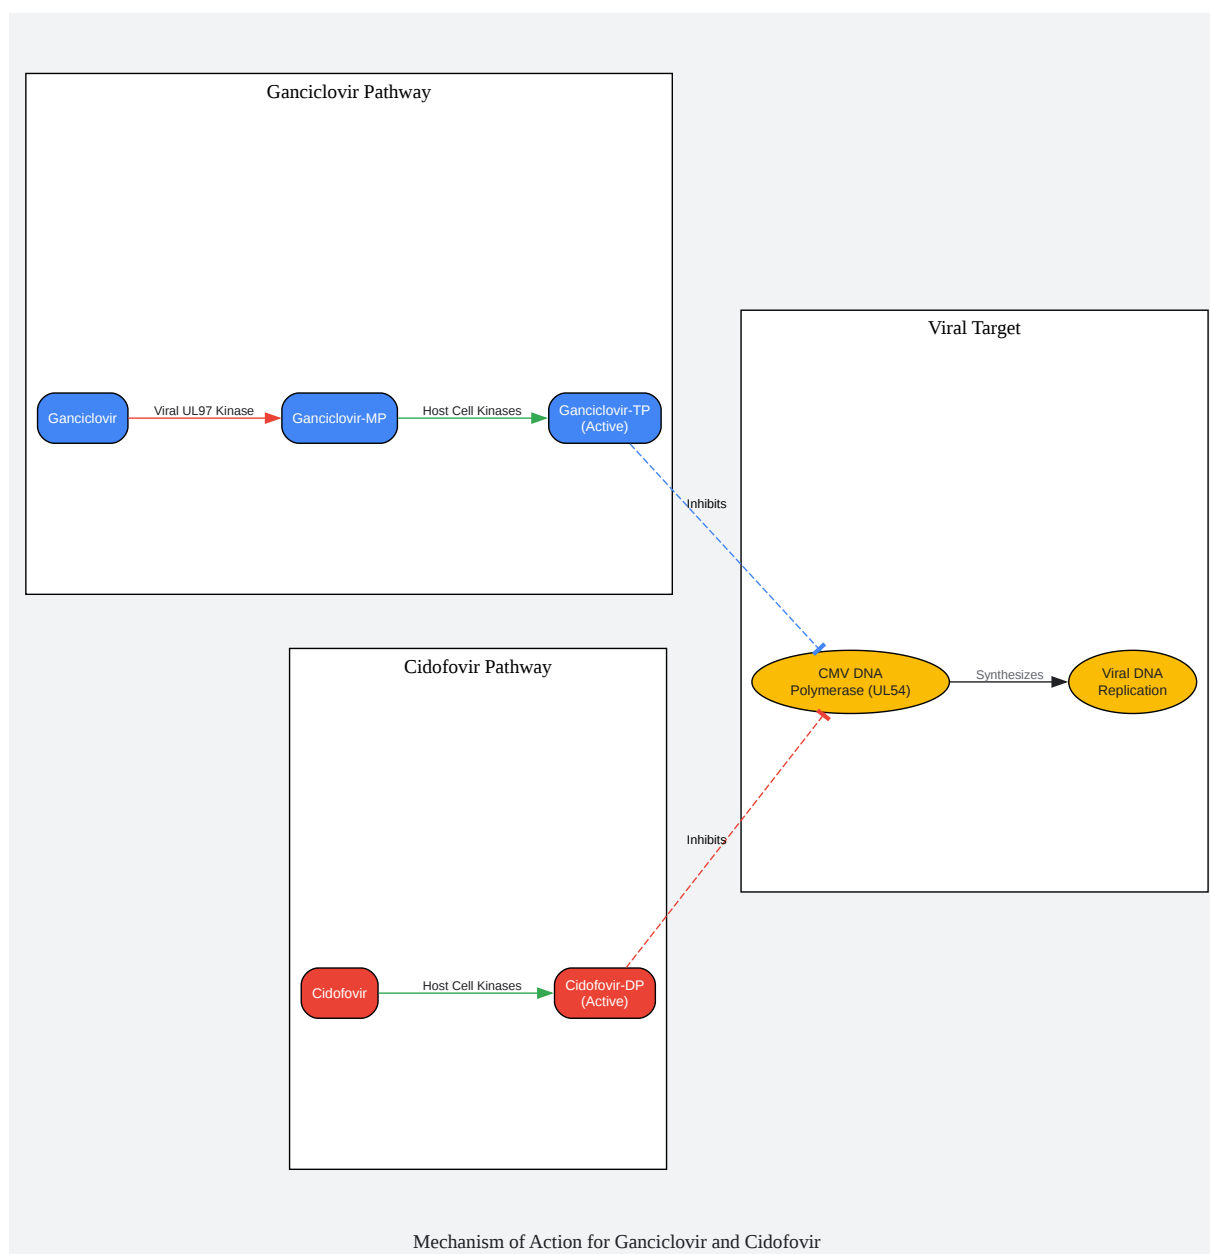 Ganciclovir Pathway
Ganciclovir
Viral UL97 Kinase
Ganciclovir-MP
Host Cell Kinases
Ganciclovir-TP
(Active)
Inhibits
Viral Target
CMV DNA
Polymerase (UL54)
Synthesizes
Viral DNA
Replication
Cidofovir Pathway
Inhibits
Cidofovir
Host Cell Kinases
Cidofovir-DP
(Active)
Mechanism of Action for Ganciclovir and Cidofovir